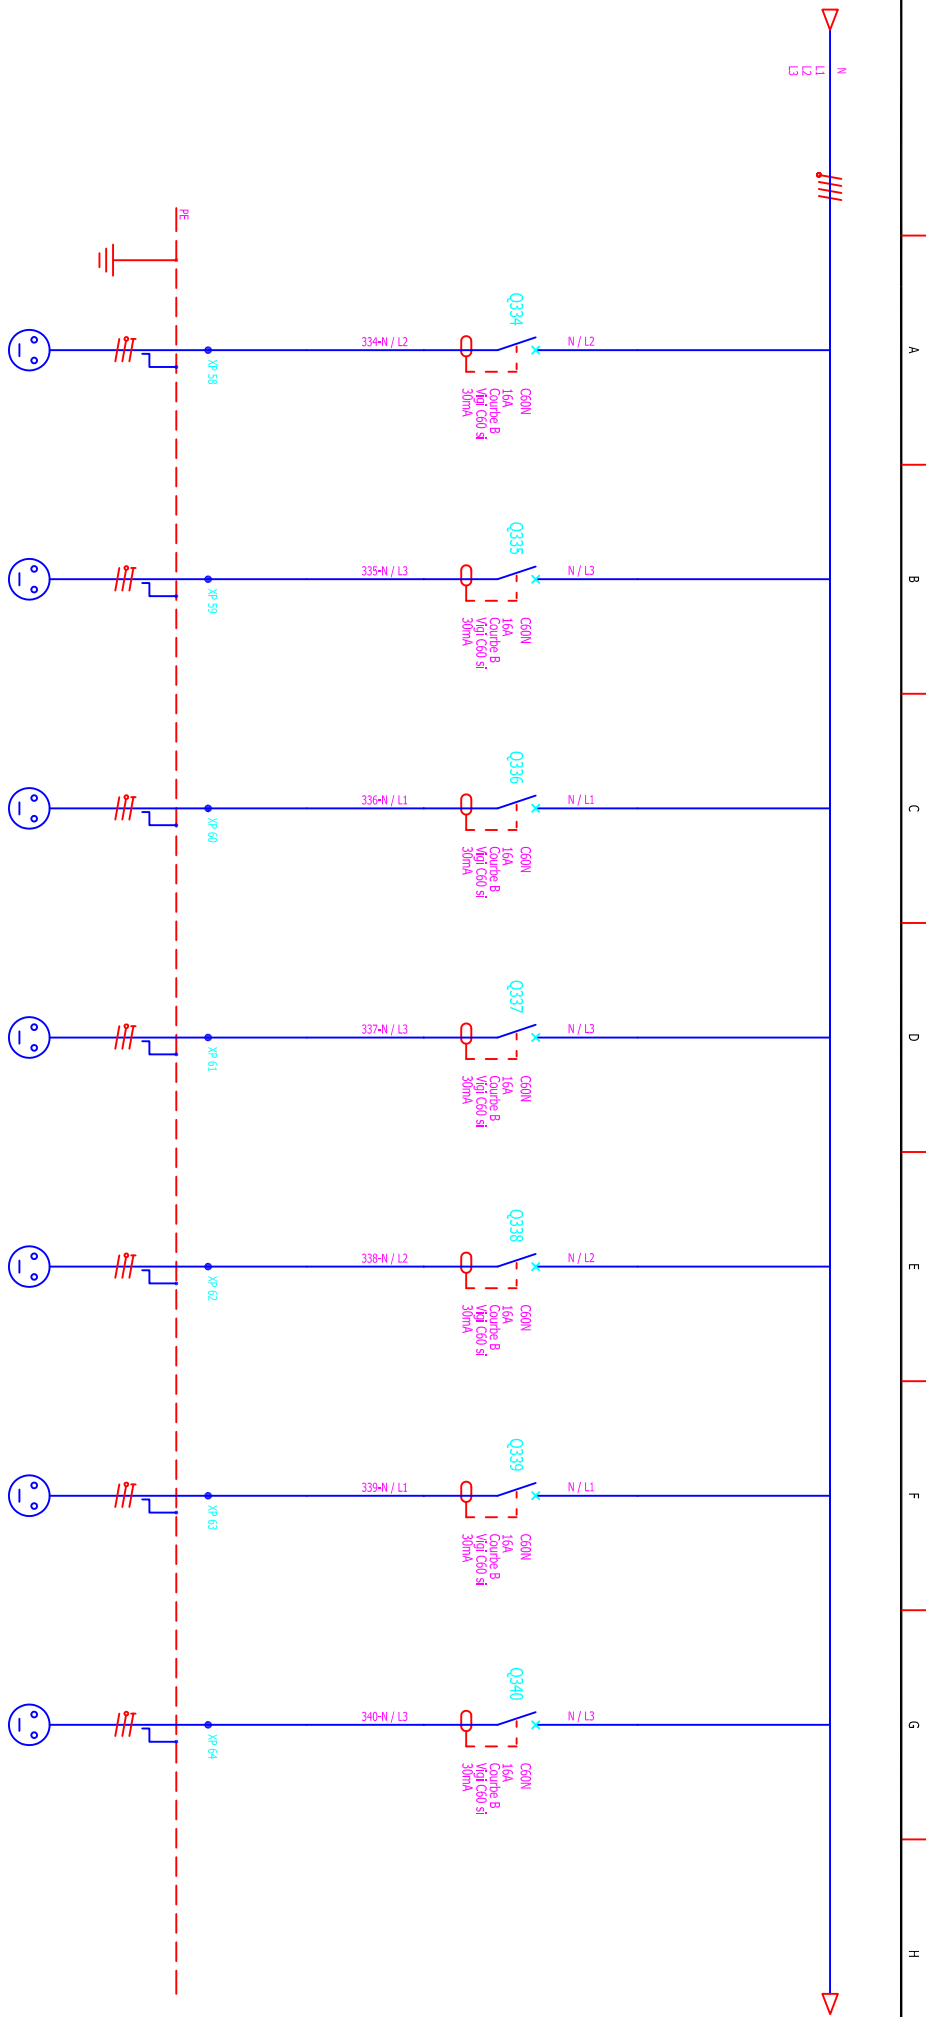 N
L1
L2
L3
PE
A
Q334
N / L2
334-N / L2
C60N
16A
Courbe B
Vigi C60 si
30mA
XP 58
B
Q335
N / L3
335-N / L3
C60N
16A
Courbe B
Vigi C60 si
30mA
XP 59
C
Q336
N / L1
336-N / L1
C60N
16A
Courbe B
Vigi C60 si
30mA
XP 60
D
Q337
N / L3
337-N / L3
C60N
16A
Courbe B
Vigi C60 si
30mA
XP 61
E
Q338
N / L2
338-N / L2
C60N
16A
Courbe B
Vigi C60 si
30mA
XP 62
F
Q339
N / L1
339-N / L1
C60N
16A
Courbe B
Vigi C60 si
30mA
XP 63
G
Q340
N / L3
340-N / L3
C60N
16A
Courbe B
Vigi C60 si
30mA
XP 64
H